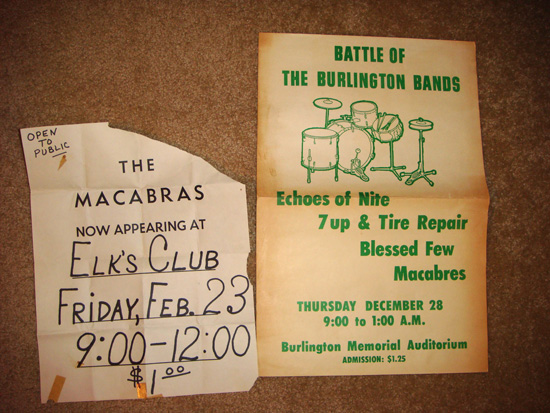 OPEN
TO
PUBLIC
THE
MACABRAS
NOW APPEARING AT
ELK'S CLUB
FRIDAY, FEB. 23
9:00-12:00
$1.00
BATTLE OF
THE BURLINGTON BANDS
Echoes of Nite
7up & Tire Repair
Blessed Few
Macabres
THURSDAY DECEMBER 28
9:00 to 1:00 A.M.
Burlington Memorial Auditorium
ADMISSION: $1.25